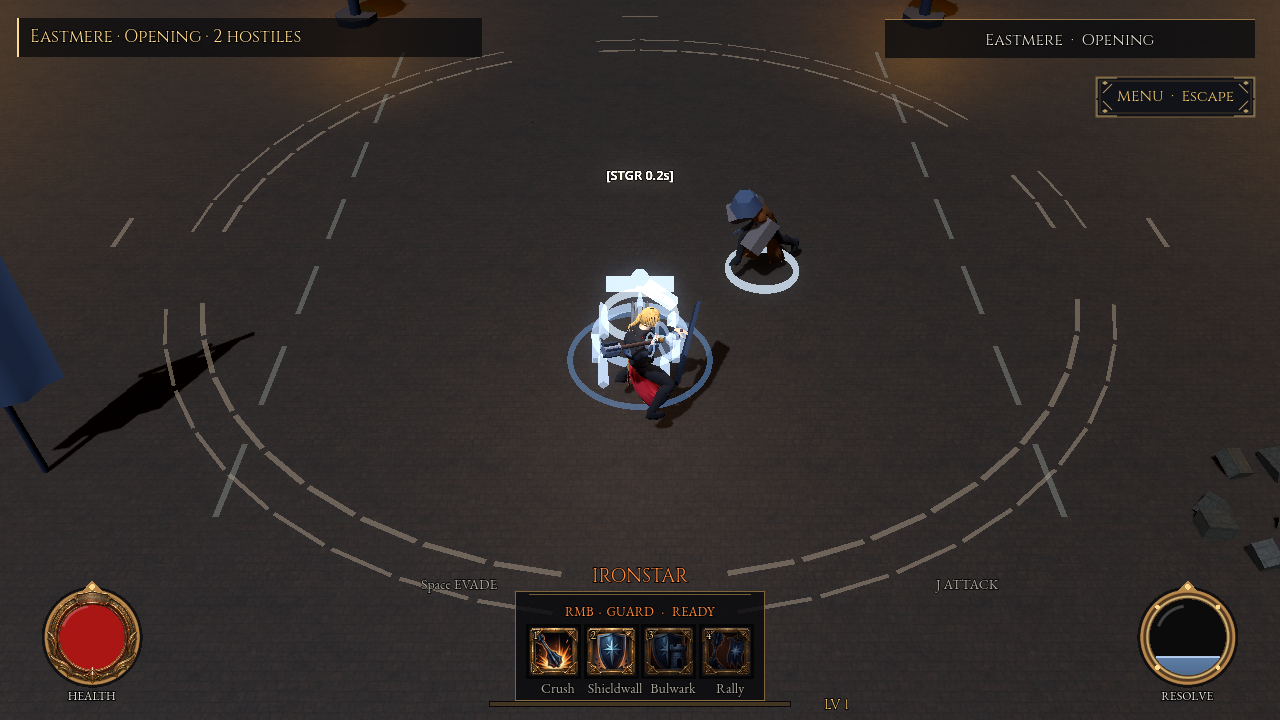 EASTMERE · OPENING · 2 HOSTILES
EASTMERE · OPENING
MENU · ESCAPE
[STGR 0.2s]
IRONSTAR
Space EVADE
J ATTACK
RMB · GUARD · READY
1 2 3 4
Crush Shieldwall Bulwark Rally
HEALTH
RESOLVE
LV 1